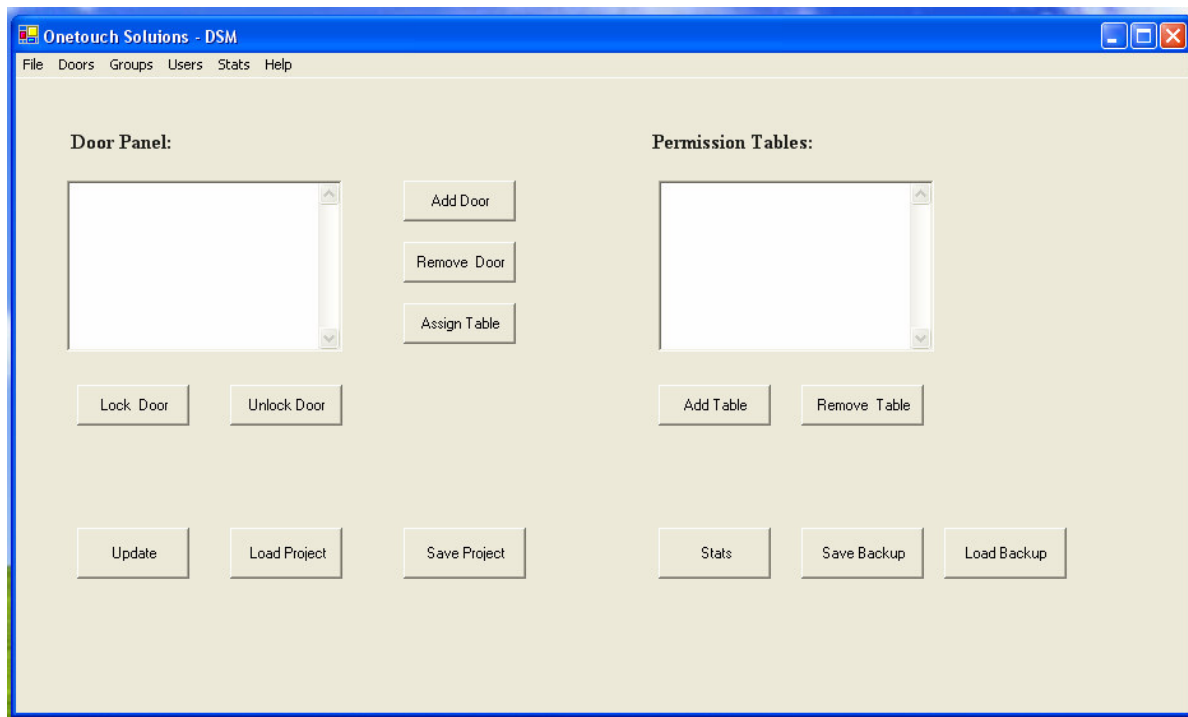 Onetouch Soluions - DSM
File Doors Groups Users Stats Help
Door Panel:
Permission Tables:
Add Door
Remove Door
Assign Table
Lock Door
Unlock Door
Add Table
Remove Table
Update
Load Project
Save Project
Stats
Save Backup
Load Backup